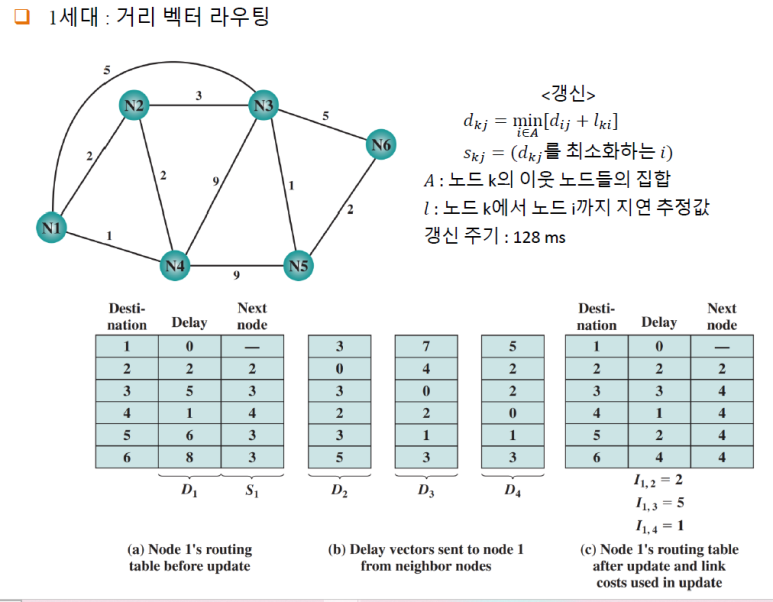 ❑ 1세대 : 거리 벡터 라우팅
5
N2
3
N3
5
N6
2
2
9
1
2
N1
1
N4
9
N5
<갱신>
d_{kj} = min_{i∈A}[d_{ij} + l_{ki}]
s_{kj} = (d_{kj}를 최소화하는 i)
A : 노드 k의 이웃 노드들의 집합
l : 노드 k에서 노드 i까지 지연 추정값
갱신 주기 : 128 ms
Desti-
nation Delay Next node
1 0 —
2 2 2
3 5 3
4 1 4
5 6 3
6 8 3
D_1 S_1
(a) Node 1's routing
table before update
3 7 5
0 4 2
3 0 2
2 2 0
3 1 1
5 3 3
D_2 D_3 D_4
(b) Delay vectors sent to node 1
from neighbor nodes
Desti-
nation Delay Next node
1 0 —
2 2 2
3 3 4
4 1 4
5 2 4
6 4 4
I_{1,2} = 2
I_{1,3} = 5
I_{1,4} = 1
(c) Node 1's routing table
after update and link
costs used in update